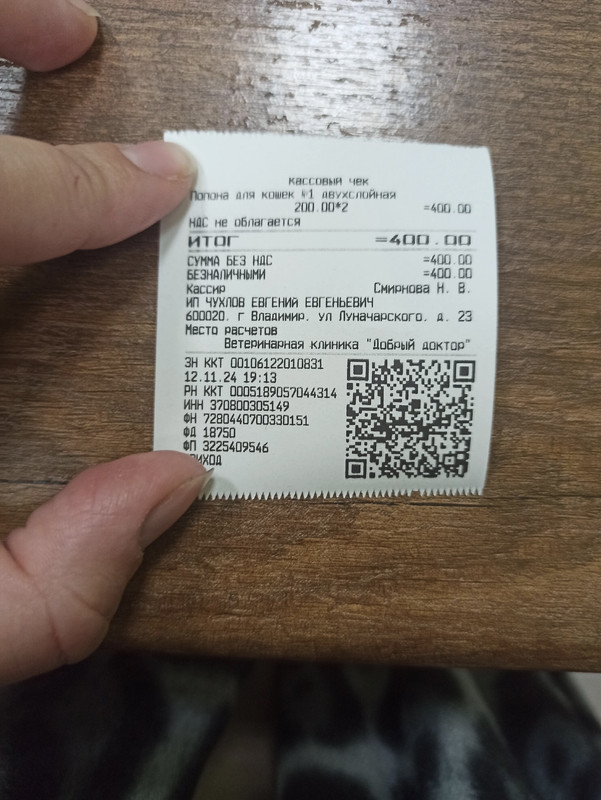 кассовый чек
Попона для кошек №1 двухслойная
200.00*2 =400.00
НДС не облагается
ИТОГ =400.00
СУММА БЕЗ НДС =400.00
БЕЗНАЛИЧНЫМИ =400.00
Кассир Смирнова Н. В.
ИП ЧУХЛОВ ЕВГЕНИЙ ЕВГЕНЬЕВИЧ
600020. г Владимир. ул Луначарского. д. 23
Место расчетов
Ветеринарная клиника "Добрый доктор"
ЗН ККТ 00106122010831
12.11.24 19:13
РН ККТ 0005189057044314
ИНН 370800305149
ФН 7280440700330151
ФД 18750
ФП 3225409546
ПРИХОД